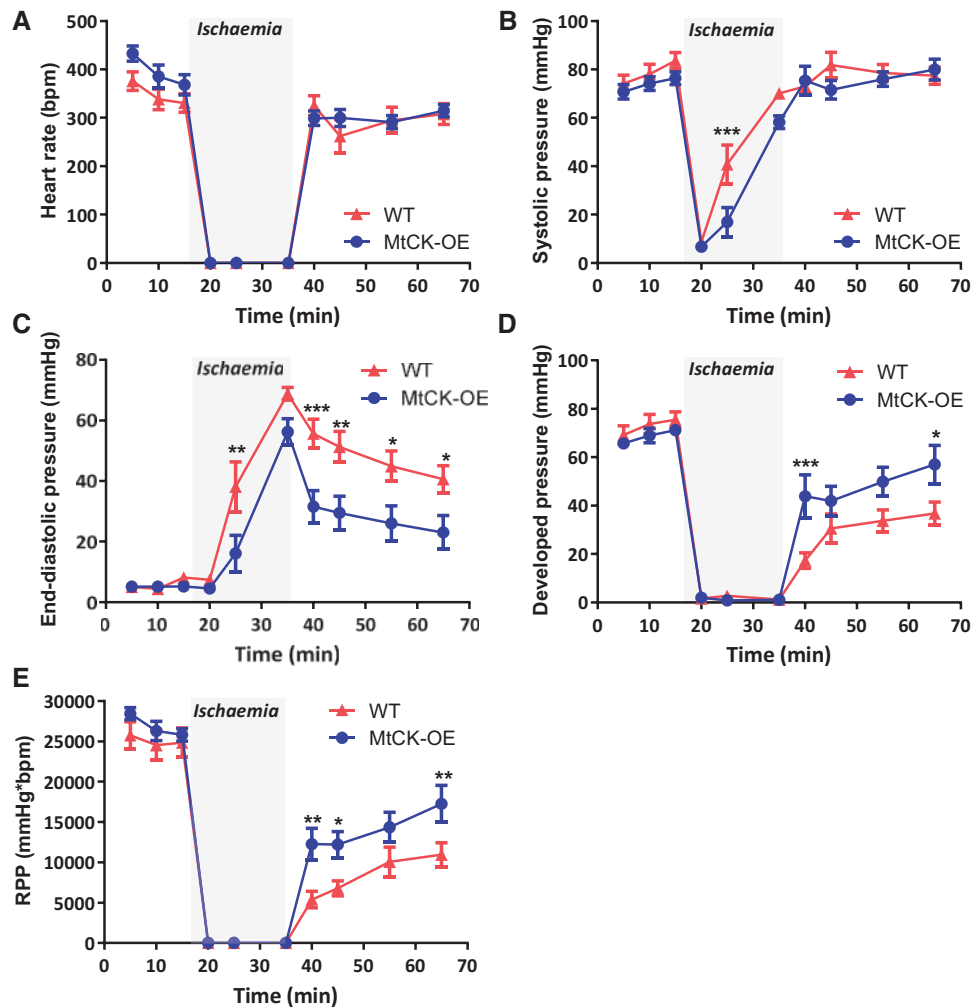 A
Heart rate (bpm)
500
400
300
200
100
0
Ischaemia
WT
MtCK-OE
0 10 20 30 40 50 60 70
Time (min)
B
Systolic pressure (mmHg)
100
80
60
40
20
0
Ischaemia
***
WT
MtCK-OE
0 10 20 30 40 50 60 70
Time (min)
C
End-diastolic pressure (mmHg)
80
60
40
20
0
Ischaemia
WT
MtCK-OE
** *** ** * *
0 10 20 30 40 50 60 70
Time (min)
D
Developed pressure (mmHg)
100
80
60
40
20
0
Ischaemia
WT
MtCK-OE
*** *
0 10 20 30 40 50 60 70
Time (min)
E
RPP (mmHg*bpm)
30000
25000
20000
15000
10000
5000
0
Ischaemia
WT
MtCK-OE
** * **
0 10 20 30 40 50 60 70
Time (min)